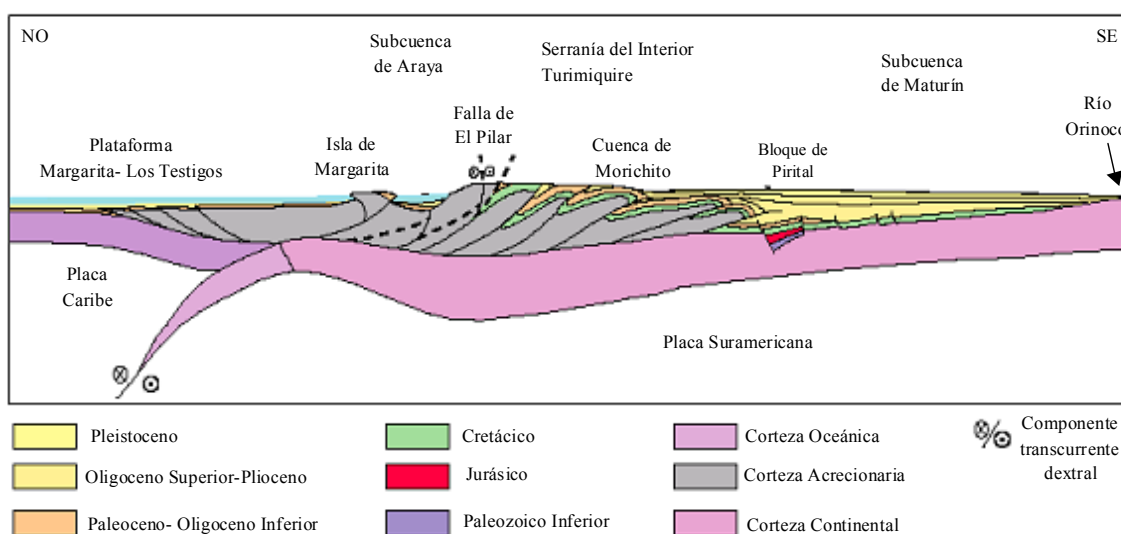 NO
SE
Subcuenca
de Araya
Serranía del Interior
Turimiquire
Subcuenca
de Maturín
Río
Orinoco
Falla de
El Pilar
Plataforma
Margarita- Los Testigos
Isla de
Margarita
Cuenca de
Morichito
Bloque de
Pirital
Placa
Caribe
Placa Suramericana
Pleistoceno
Cretácico
Corteza Oceánica
Componente
transcurrente
dextral
Oligoceno Superior-Plioceno
Jurásico
Corteza Acrecionaria
Paleoceno- Oligoceno Inferior
Paleozoico Inferior
Corteza Continental